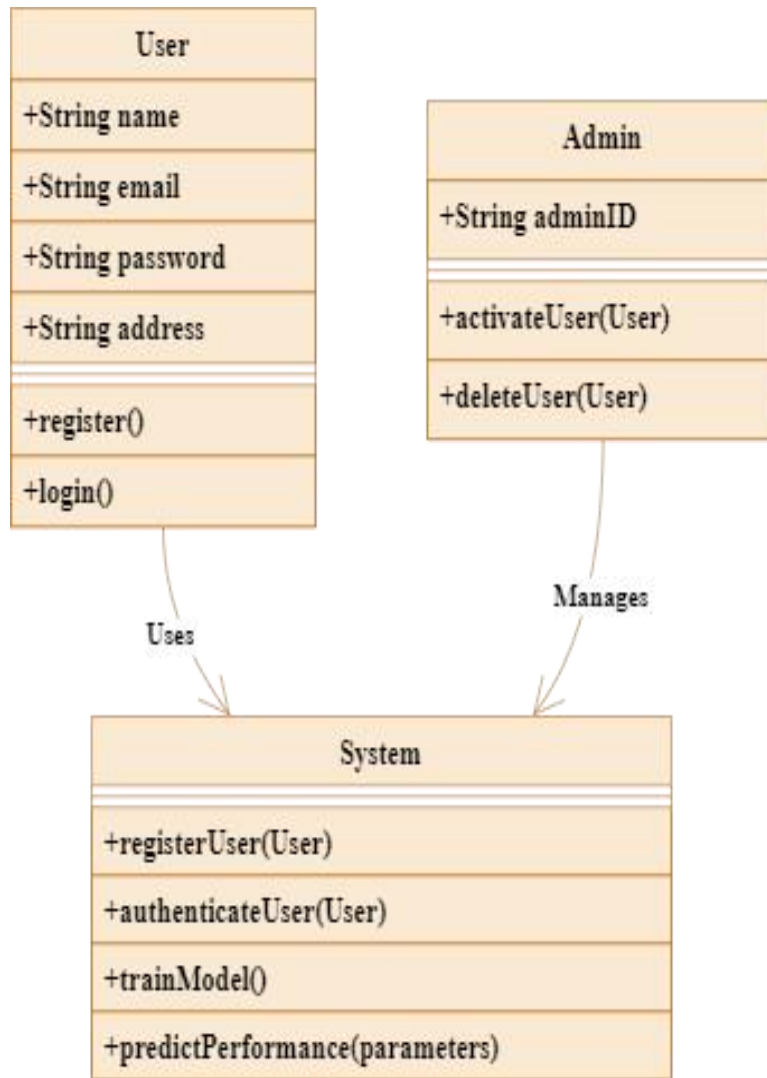 User
+String name
+String email
+String password
+String address
+register()
+login()
Admin
+String adminID
+activateUser(User)
+deleteUser(User)
Uses
Manages
System
+registerUser(User)
+authenticateUser(User)
+trainModel()
+predictPerformance(parameters)